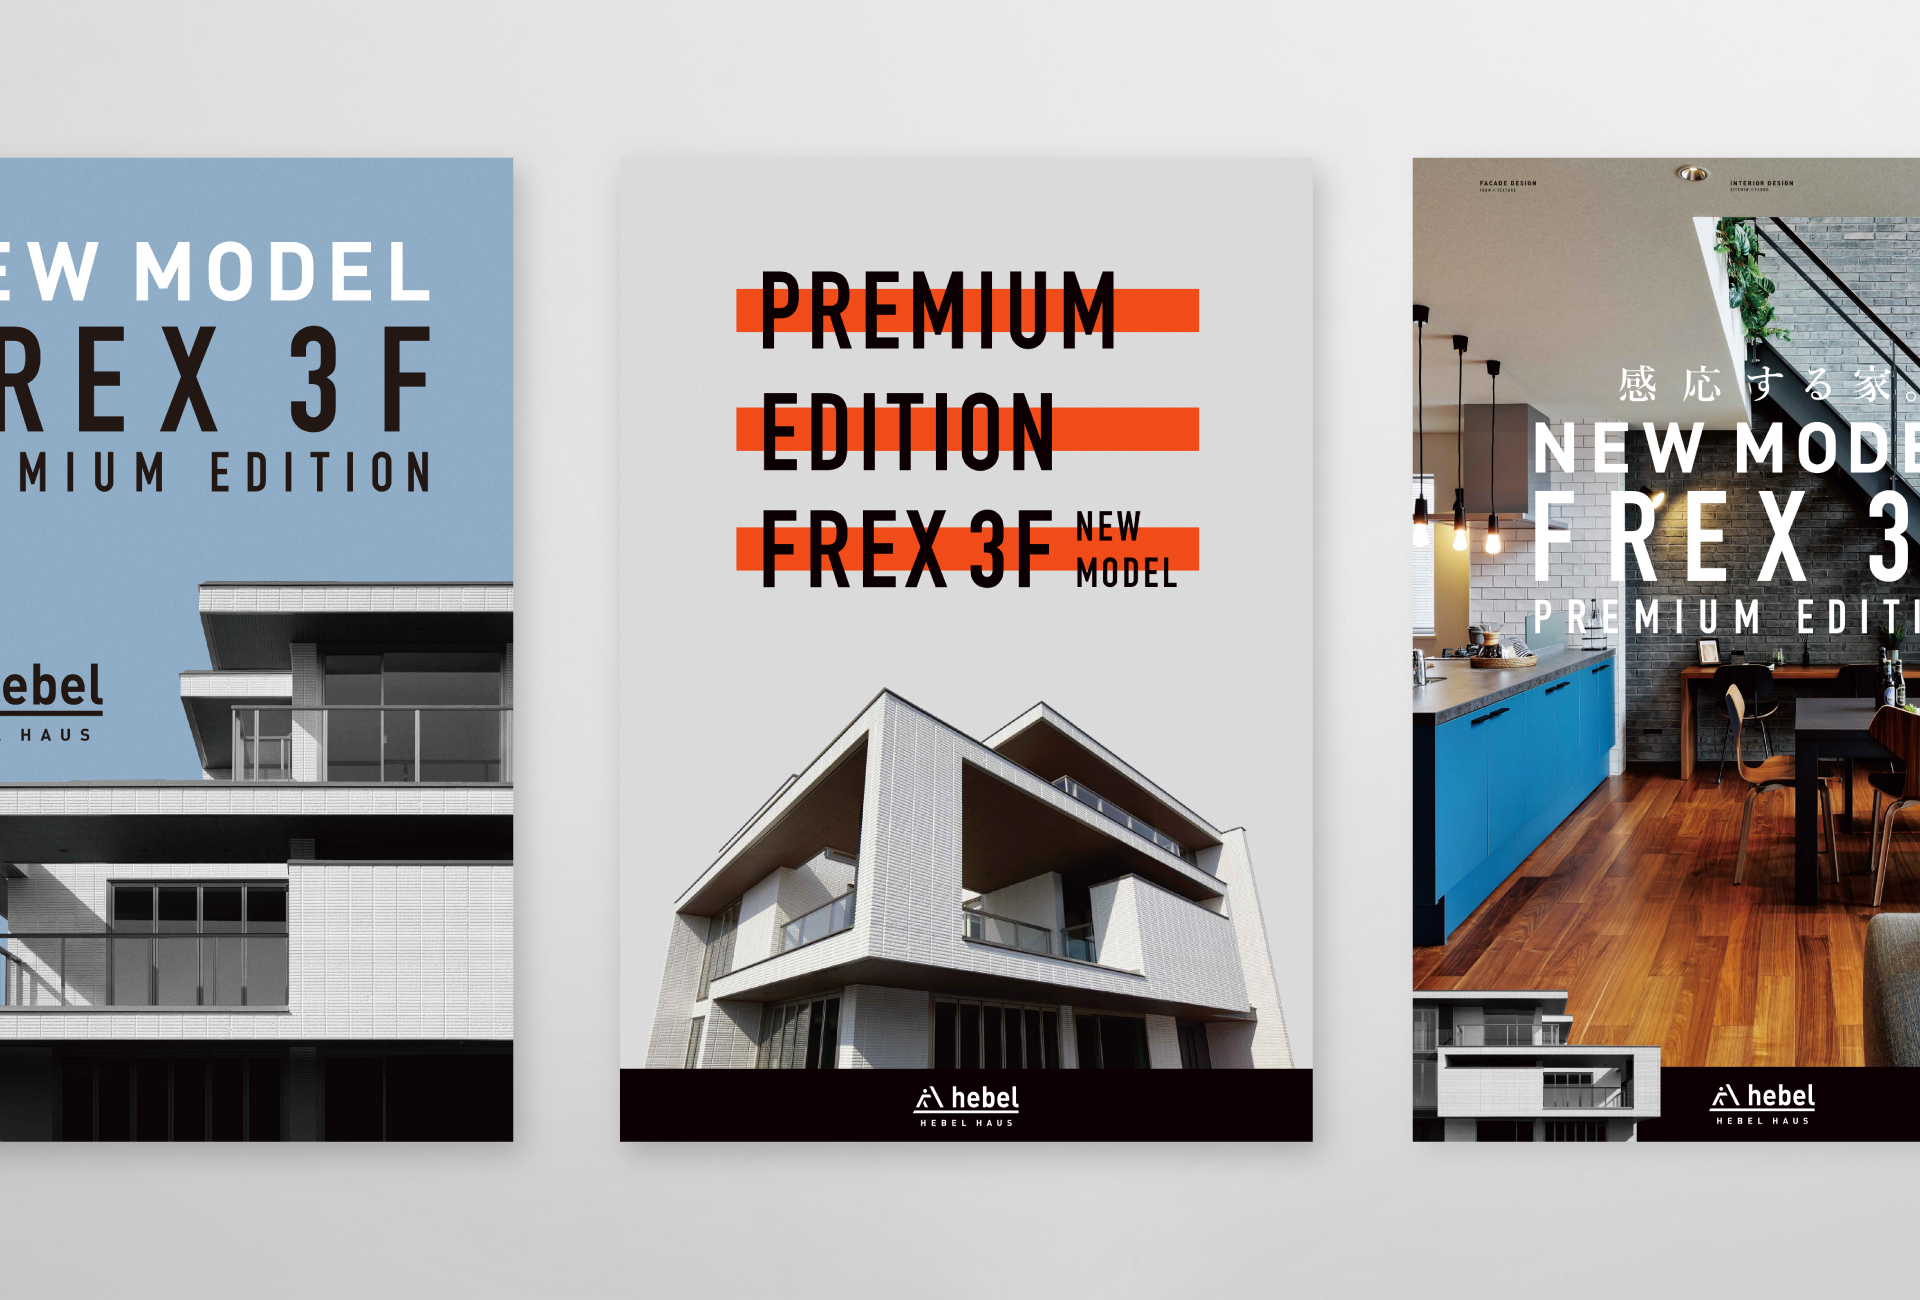 EW MODEL
REX 3F
MIUM EDITION
ebel
HAUS
PREMIUM
EDITION
FREX 3F NEW
MODEL
hebel
HEBEL HAUS
FACADE DESIGN
INTERIOR DESIGN
感応する家。
NEW MODE
FREX 3
PREMIUM EDITI
hebel
HEBEL HAUS